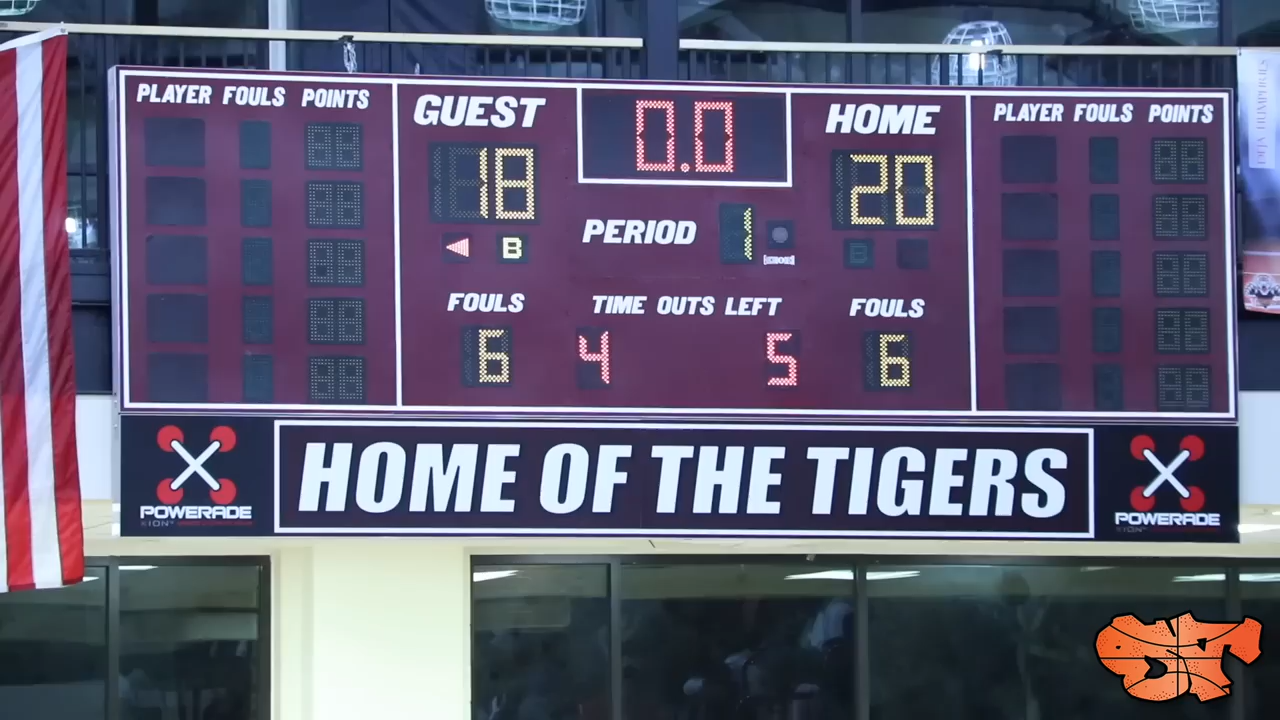 PLAYER FOULS POINTS
GUEST
18
B
0.0
HOME
20
B
PERIOD 1
FOULS
6
TIME OUTS LEFT
4 5
FOULS
6
PLAYER FOULS POINTS
POWERADE
HOME OF THE TIGERS
POWERADE